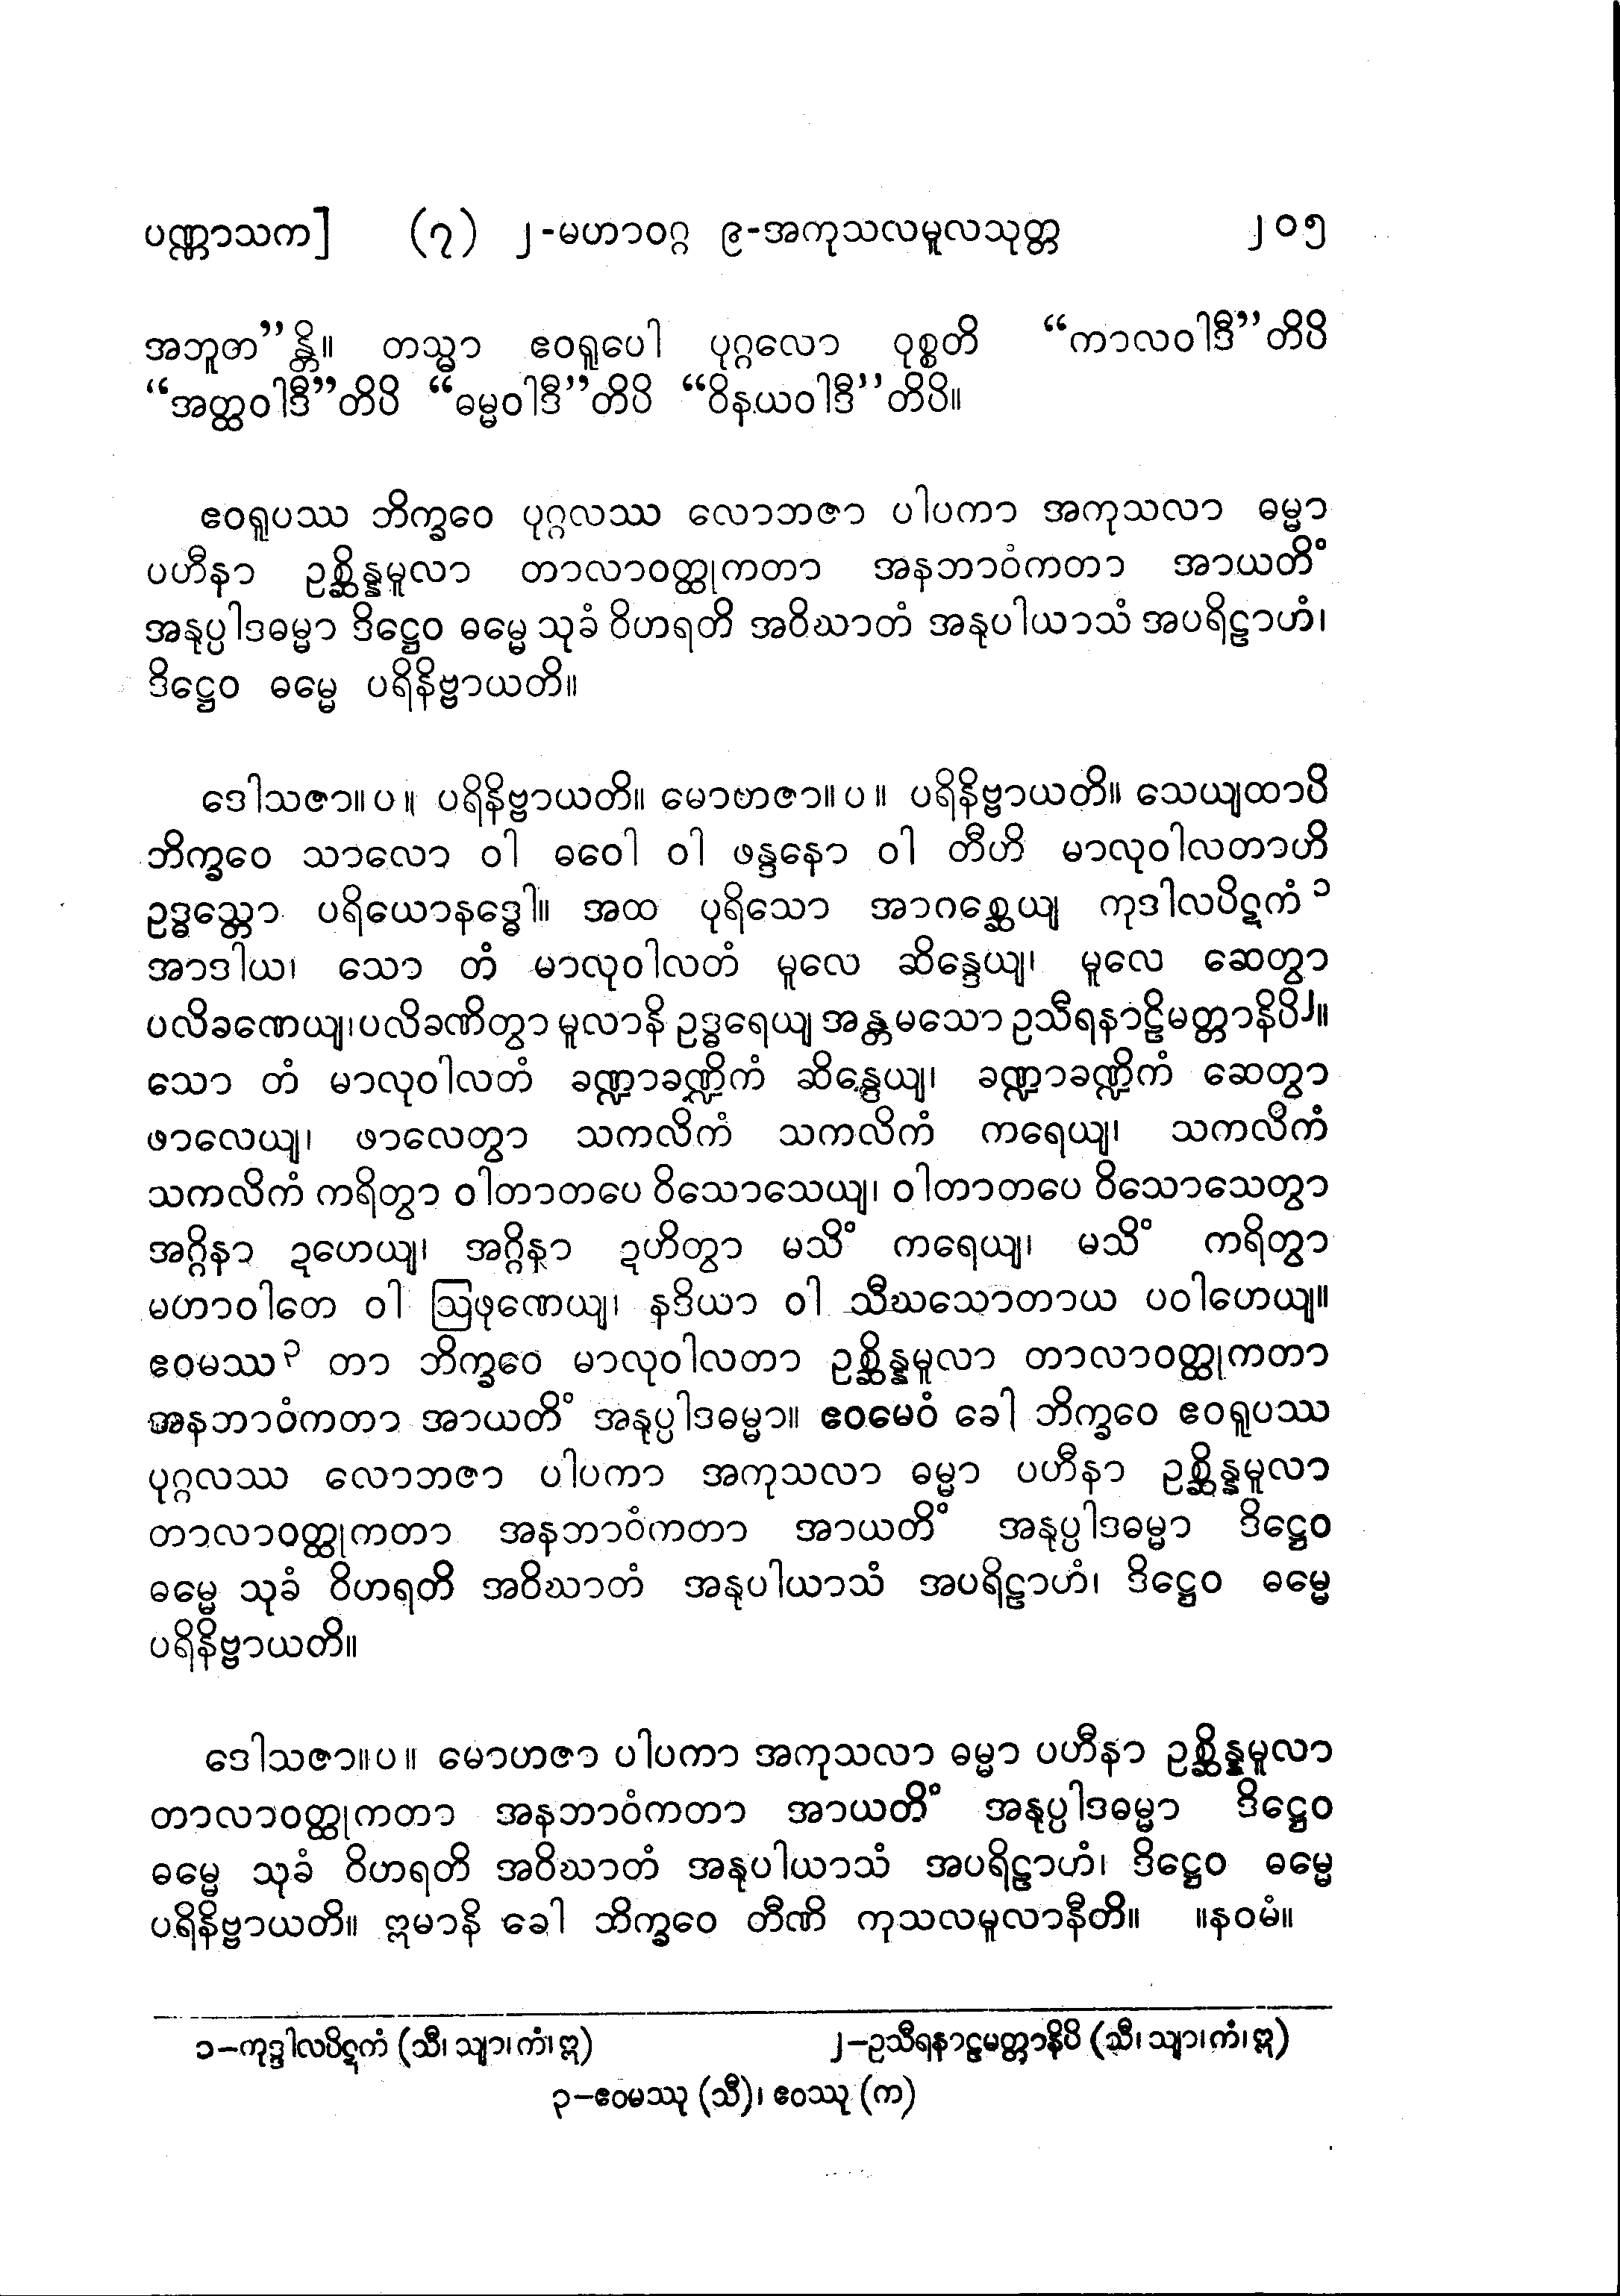 ပဏ္ဏာသက] (၇) ၂-မဟာဝဂ္ဂ ၉-အကုသလမူလသုတ္တ ၂၀၅
အဘူတ”န္တိ။ တသ္မာ ဧဝရူပေါ ပုဂ္ဂလော ဝုစ္စတိ “ကာလဝါဒီ”တိပိ
“အတ္ထဝါဒီ”တိပိ “ဓမ္မဝါဒီ”တိပိ “ဝိနယဝါဒီ”တိပိ။
ဧဝရူပဿ ဘိက္ခဝေ ပုဂ္ဂလဿ လောဘဇာ ပါပကာ အကုသလာ ဓမ္မာ
ပဟီနာ ဥစ္ဆိန္နမူလာ တာလာဝတ္ထုကတာ အနဘာဝံကတာ အာယတိံ
အနုပ္ပါဒဓမ္မာ ဒိဋ္ဌေဝ ဓမ္မေ သုခံ ဝိဟရတိ အဝိဃာတံ အနုပါယာသံ အပရိဠာဟံ၊
ဒိဋ္ဌေဝ ဓမ္မေ ပရိနိဗ္ဗာယတိ။
ဒေါသဇာ။ပ။ ပရိနိဗ္ဗာယတိ။ မောဟဇာ။ပ။ ပရိနိဗ္ဗာယတိ။ သေယျထာပိ
ဘိက္ခဝေ သာလော ဝါ ဓဝေါ ဝါ ဖန္ဒနော ဝါ တီဟိ မာလုဝါလတာဟိ
ဥဒ္ဓသ္တော ပရိယောနဒ္ဓေါ။ အထ ပုရိသော အာဂစ္ဆေယျ ကုဒါလပိဋကံ ၁
အာဒါယ၊ သော တံ မာလုဝါလတံ မူလေ ဆိန္ဒေယျ၊ မူလေ ဆေတွာ
ပလိခဏေယျ၊ပလိခဏိတွာ မူလာနိ ဥဒ္ဓရေယျ အန္တမသော ဥသီရနာဠိမတ္တာနိပိ၂။
သော တံ မာလုဝါလတံ ခဏ္ဍာခဏ္ဍိကံ ဆိန္ဒေယျ၊ ခဏ္ဍာခဏ္ဍိကံ ဆေတွာ
ဖာလေယျ၊ ဖာလေတွာ သကလိကံ သကလိကံ ကရေယျ၊ သကလိကံ
သကလိကံ ကရိတွာ ဝါတာတပေ ဝိသောသေယျ၊ ဝါတာတပေ ဝိသောသေတွာ
အဂ္ဂိနာ ဍဟေယျ၊ အဂ္ဂိနာ ဍဟိတွာ မသိံ ကရေယျ၊ မသိံ ကရိတွာ
မဟာဝါတေ ဝါ ဩဖုဏေယျ၊ နဒိယာ ဝါ သီဃသောတာယ ပဝါဟေယျ။
ဧဝမဿ ၃ တာ ဘိက္ခဝေ မာလုဝါလတာ ဥစ္ဆိန္နမူလာ တာလာဝတ္ထုကတာ
အနဘာဝံကတာ အာယတိံ အနုပ္ပါဒဓမ္မာ။ ဧဝမေဝံ ခေါ ဘိက္ခဝေ ဧဝရူပဿ
ပုဂ္ဂလဿ လောဘဇာ ပါပကာ အကုသလာ ဓမ္မာ ပဟီနာ ဥစ္ဆိန္နမူလာ
တာလာဝတ္ထုကတာ အနဘာဝံကတာ အာယတိံ အနုပ္ပါဒဓမ္မာ ဒိဋ္ဌေဝ
ဓမ္မေ သုခံ ဝိဟရတိ အဝိဃာတံ အနုပါယာသံ အပရိဠာဟံ၊ ဒိဋ္ဌေဝ ဓမ္မေ
ပရိနိဗ္ဗာယတိ။
ဒေါသဇာ။ပ။ မောဟဇာ ပါပကာ အကုသလာ ဓမ္မာ ပဟီနာ ဥစ္ဆိန္နမူလာ
တာလာဝတ္ထုကတာ အနဘာဝံကတာ အာယတိံ အနုပ္ပါဒဓမ္မာ ဒိဋ္ဌေဝ
ဓမ္မေ သုခံ ဝိဟရတိ အဝိဃာတံ အနုပါယာသံ အပရိဠာဟံ၊ ဒိဋ္ဌေဝ ဓမ္မေ
ပရိနိဗ္ဗာယတိ။ ဣမာနိ ခေါ ဘိက္ခဝေ တီဏိ ကုသလမူလာနီတိ။ ။နဝမံ။
၁–ကုဒ္ဒါလပိဋကံ (သီ၊ သျာ၊ကံ၊ဣ) ၂–ဥသီရနာဠမတ္တာနိပိ (သီ၊ သျာ၊ကံ၊ဣ)
၃–ဧဝမဿု (သီ)၊ ဧဝဿု (က)